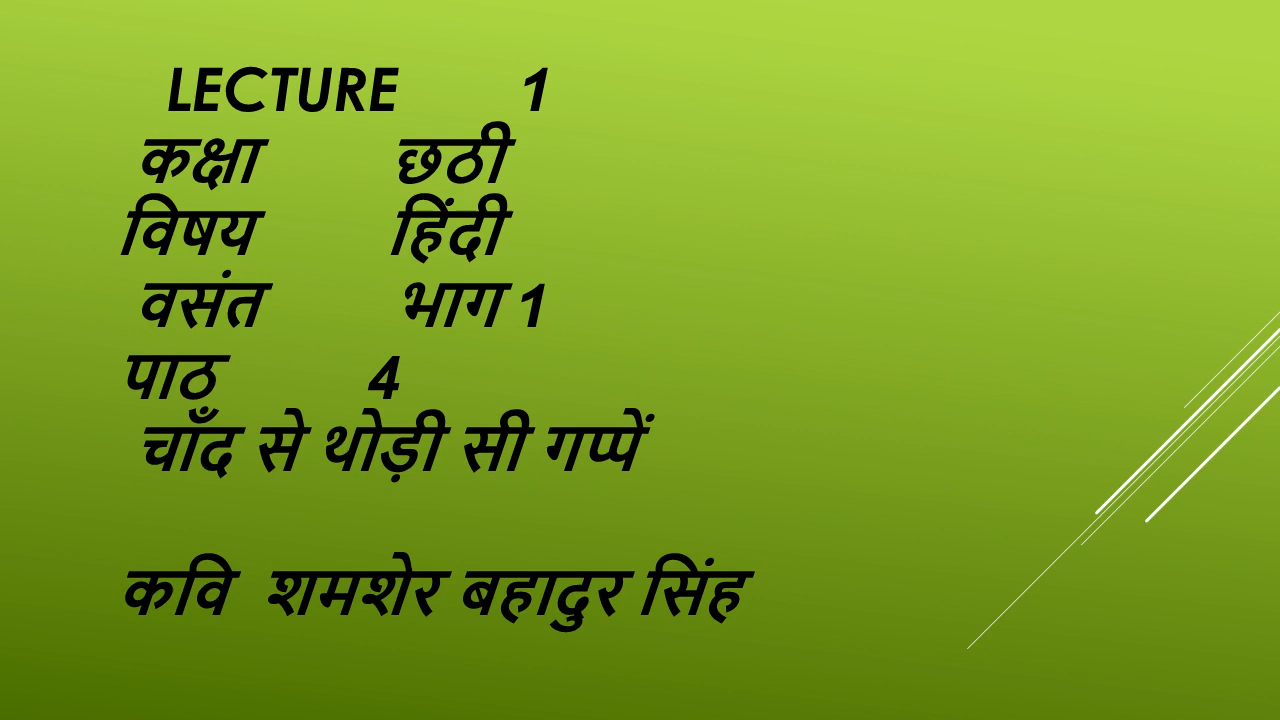 LECTURE 1
कक्षा छठी
विषय हिंदी
वसंत भाग 1
पाठ 4
चाँद से थोड़ी सी गप्पें
कवि शमशेर बहादुर सिंह